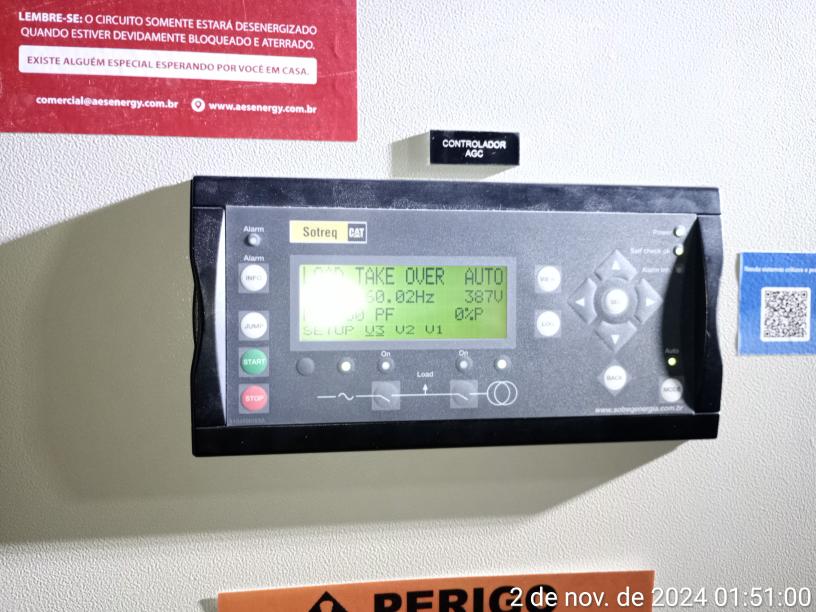 LEMBRE-SE: O CIRCUITO SOMENTE ESTARÁ DESENERGIZADO
QUANDO ESTIVER DEVIDAMENTE BLOQUEADO E ATERRADO.
EXISTE ALGUÉM ESPECIAL ESPERANDO POR VOCÊ EM CASA.
comercial@aesenergy.com.br www.aesenergy.com.br
CONTROLADOR
AGC
Alarm
Sotreq CAT
Power
Self check ok
Alarm
INFO
LOAD TAKE OVER AUTO
60.02Hz 387V
PF 0%P
SETUP V3 V2 V1
VIEW
SEL
JUMP
LOG
START
On
On
Auto
Load
BACK
MODE
STOP
www.sotreqenergia.com.br
PERIGO
2 de nov. de 2024 01:51:00